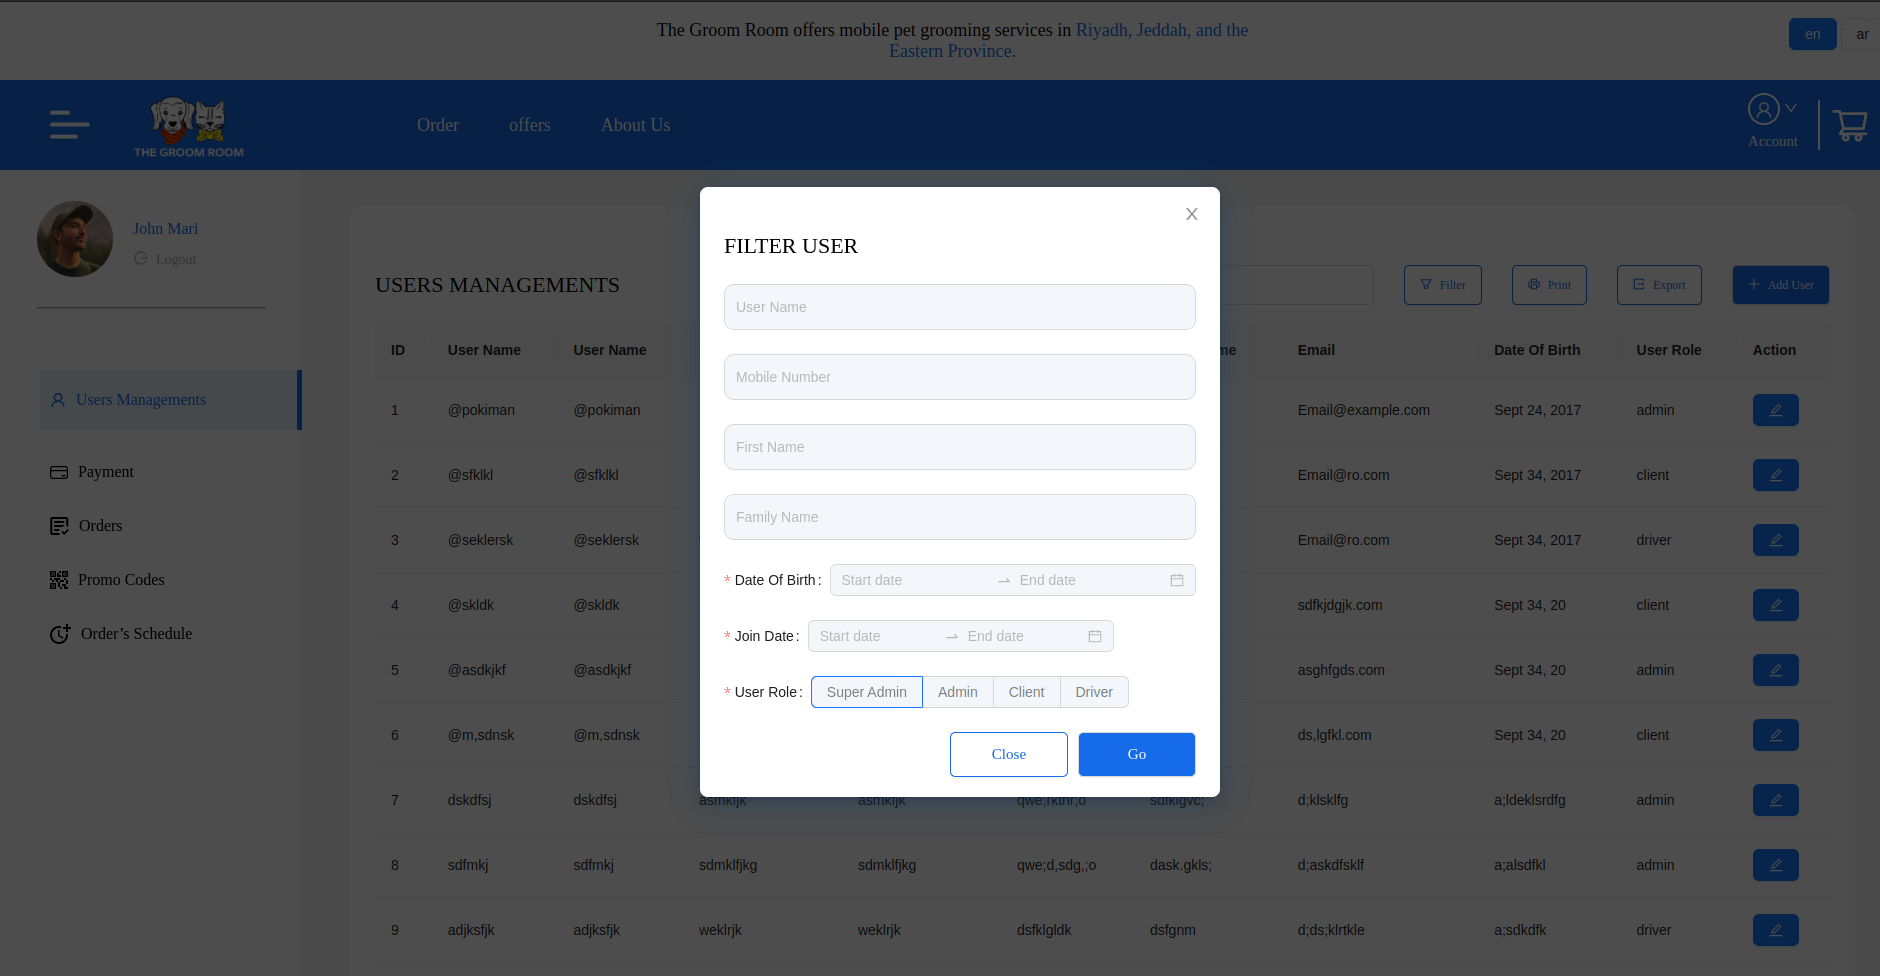 The Groom Room offers mobile pet grooming services in Riyadh, Jeddah, and the
Eastern Province.
en ar
THE GROOM ROOM
Order offers About Us
Account
John Mari
Logout
Users Managements
Payment
Orders
Promo Codes
Order’s Schedule
USERS MANAGEMENTS
Filter Print Export Add User
ID User Name User Name Email Date Of Birth User Role Action
1 @pokiman @pokiman Email@example.com Sept 24, 2017 admin
2 @sfklkl @sfklkl Email@ro.com Sept 34, 2017 client
3 @seklersk @seklersk Email@ro.com Sept 34, 2017 driver
4 @skldk @skldk sdfkjdgjk.com Sept 34, 20 client
5 @asdkjkf @asdkjkf asghfgds.com Sept 34, 20 admin
6 @m,sdnsk @m,sdnsk ds,lgfkl.com Sept 34, 20 client
7 dskdfsj dskdfsj asmkfjk asmkfjk d;klsklfg a;ldeklsrdfg admin
8 sdfmkj sdfmkj sdmklfjkg sdmklfjkg qwe;d,sdg,;o dask.gkls; d;askdfsklf a;alsdfkl admin
9 adjksfjk adjksfjk weklrjk weklrjk dsfklgldk dsfgnm d;ds;klrtkle a;sdkdfk driver
FILTER USER
User Name
Mobile Number
First Name
Family Name
* Date Of Birth : Start date End date
* Join Date : Start date End date
* User Role : Super Admin Admin Client Driver
Close Go